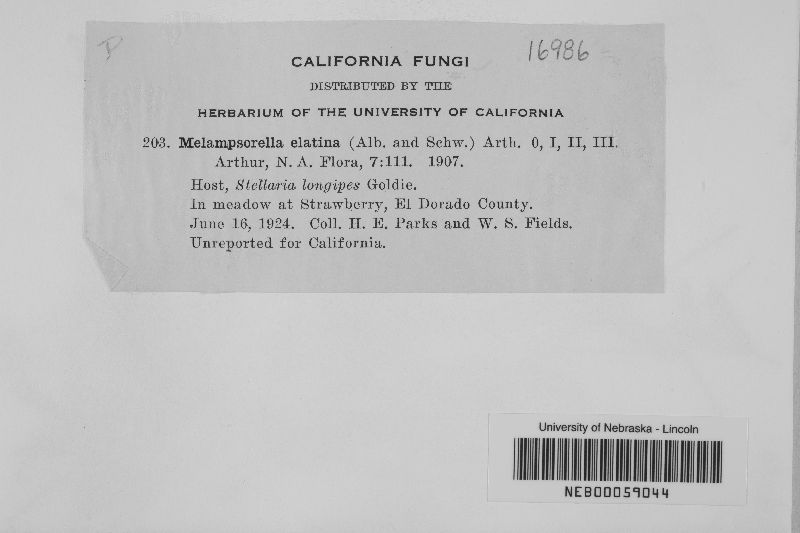 P
16986
CALIFORNIA FUNGI
DISTRIBUTED BY THE
HERBARIUM OF THE UNIVERSITY OF CALIFORNIA
203. Melampsorella elatina (Alb. and Schw.) Arth. 0, I, II, III.
Arthur, N. A. Flora, 7:111. 1907.
Host, Stellaria longipes Goldie.
In meadow at Strawberry, El Dorado County.
June 16, 1924. Coll. H. E. Parks and W. S. Fields.
Unreported for California.
University of Nebraska - Lincoln
NEB00059044